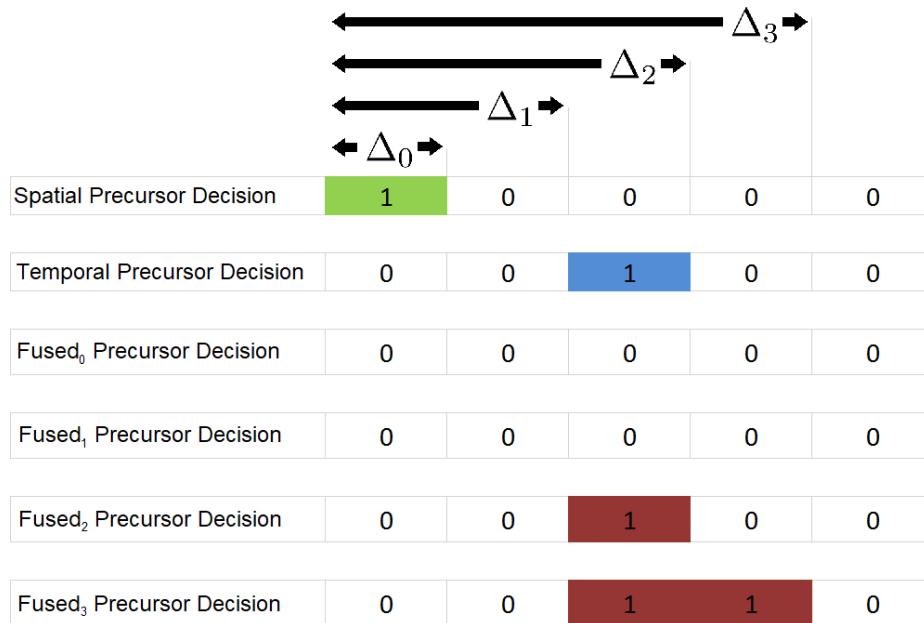 Δ₃
Δ₂
Δ₁
Δ₀
Spatial Precursor Decision 1 0 0 0 0
Temporal Precursor Decision 0 0 1 0 0
Fused₀ Precursor Decision 0 0 0 0 0
Fused₁ Precursor Decision 0 0 0 0 0
Fused₂ Precursor Decision 0 0 1 0 0
Fused₃ Precursor Decision 0 0 1 1 0